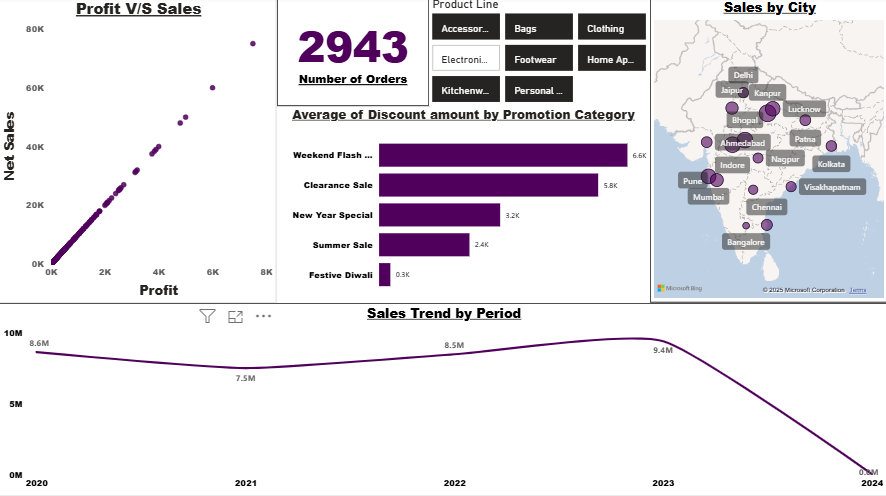 Profit V/S Sales
Net Sales
80K
60K
40K
20K
0K
0K 2K 4K 6K 8K
Profit
2943
Number of Orders
Product Line
Accessor... Bags Clothing
Electroni... Footwear Home Ap...
Kitchenw... Personal ...
Average of Discount amount by Promotion Category
Weekend Flash ... 6.6K
Clearance Sale 5.8K
New Year Special 3.2K
Summer Sale 2.4K
Festive Diwali 0.3K
Sales by City
Delhi
Jaipur Kanpur
Lucknow
Bhopal
Patna
Ahmedabad
Kolkata
Nagpur
Indore
Pune
Visakhapatnam
Mumbai
Chennai
Bangalore
Microsoft Bing
© 2025 Microsoft Corporation Terms
Sales Trend by Period
10M
5M
0M
8.6M
7.5M
8.5M
9.4M
2020 2021 2022 2023 2024